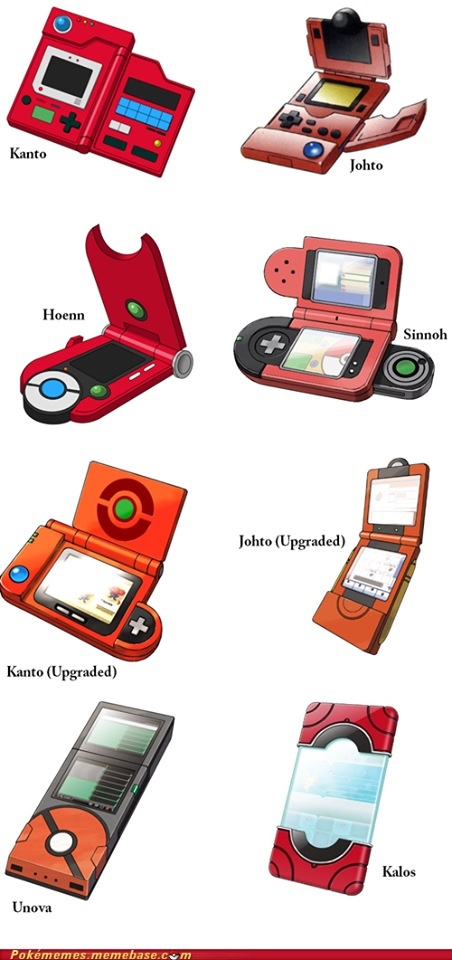 Kanto
Johto
Hoenn
Sinnoh
Johto (Upgraded)
Kanto (Upgraded)
Unova
Kalos
Pokémemes.memebase.com